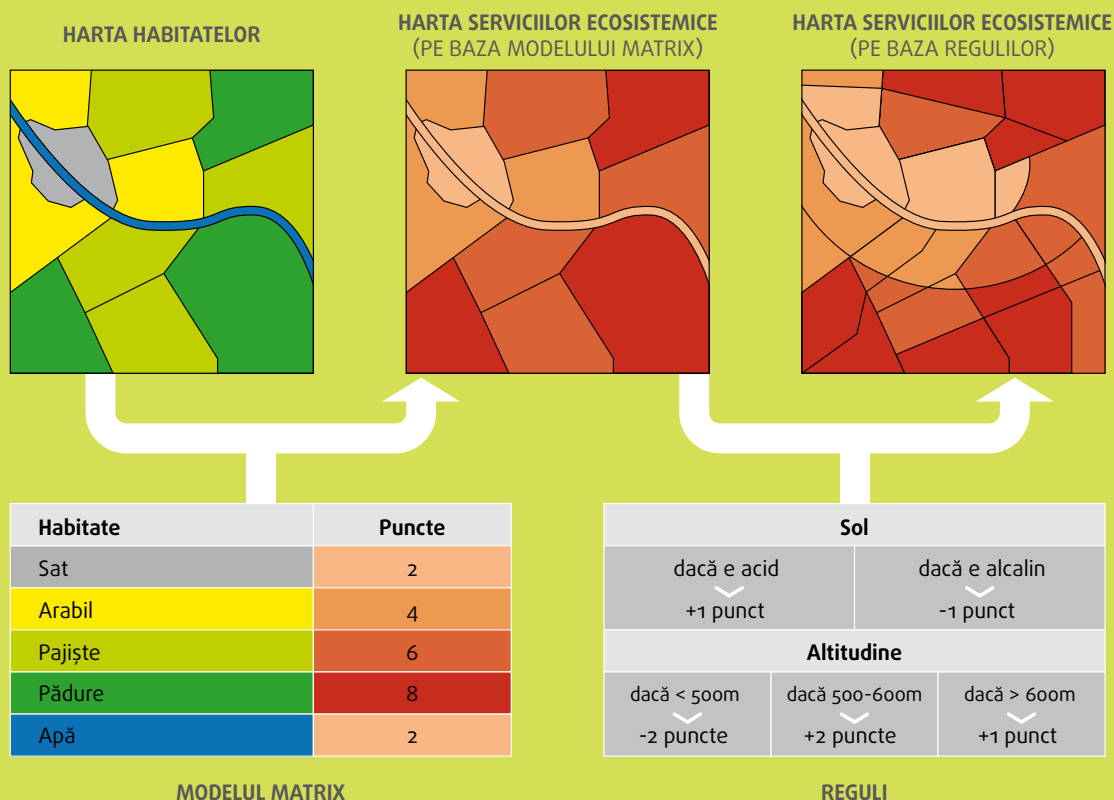 HARTA HABITATELOR
HARTA SERVICIILOR ECOSISTEMICE
(PE BAZA MODELULUI MATRIX)
HARTA SERVICIILOR ECOSISTEMICE
(PE BAZA REGULILOR)
Habitate Puncte
Sat 2
Arabil 4
Pajiște 6
Pădure 8
Apă 2
MODELUL MATRIX
Sol
dacă e acid dacă e alcalin
+1 punct -1 punct
Altitudine
dacă < 500m dacă 500-600m dacă > 600m
-2 puncte +2 puncte +1 punct
REGULI